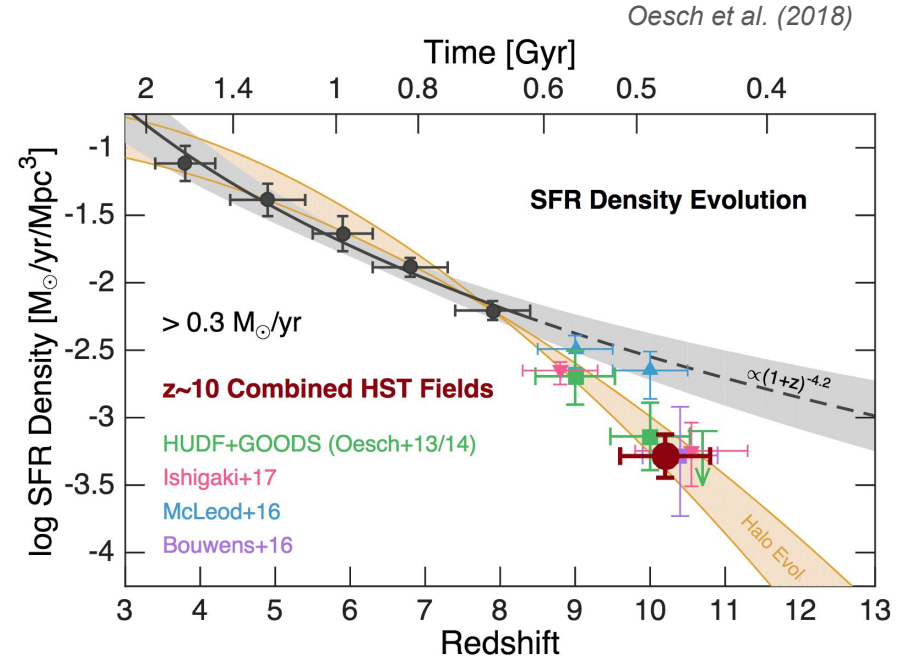 Oesch et al. (2018)
Time [Gyr]
2 1.4 1 0.8 0.6 0.5 0.4
log SFR Density [M☉/yr/Mpc³]
-1
-1.5
-2
-2.5
-3
-3.5
-4
SFR Density Evolution
> 0.3 M☉/yr
z~10 Combined HST Fields
HUDF+GOODS (Oesch+13/14)
Ishigaki+17
McLeod+16
Bouwens+16
∝(1+z)⁻⁴·²
Halo Evol
3 4 5 6 7 8 9 10 11 12 13
Redshift